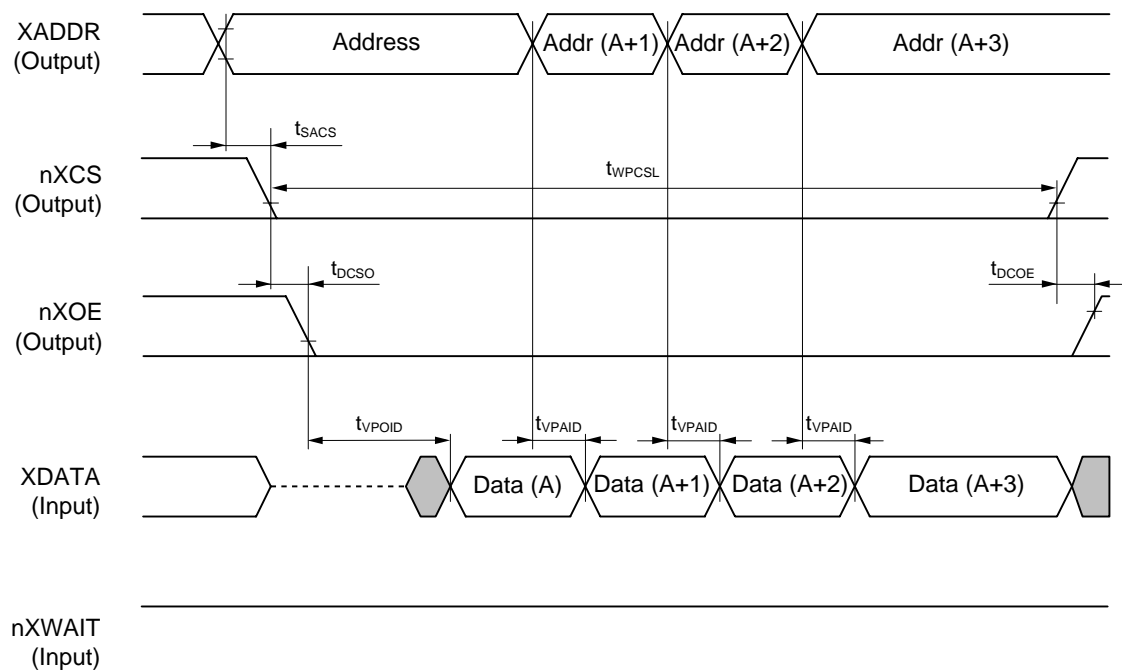 XADDR
(Output)
Address
Addr (A+1)
Addr (A+2)
Addr (A+3)
tSACS
nXCS
(Output)
tWPCSL
tDCSO
tDCOE
nXOE
(Output)
tVPOID
tVPAID
tVPAID
tVPAID
XDATA
(Input)
Data (A)
Data (A+1)
Data (A+2)
Data (A+3)
nXWAIT
(Input)